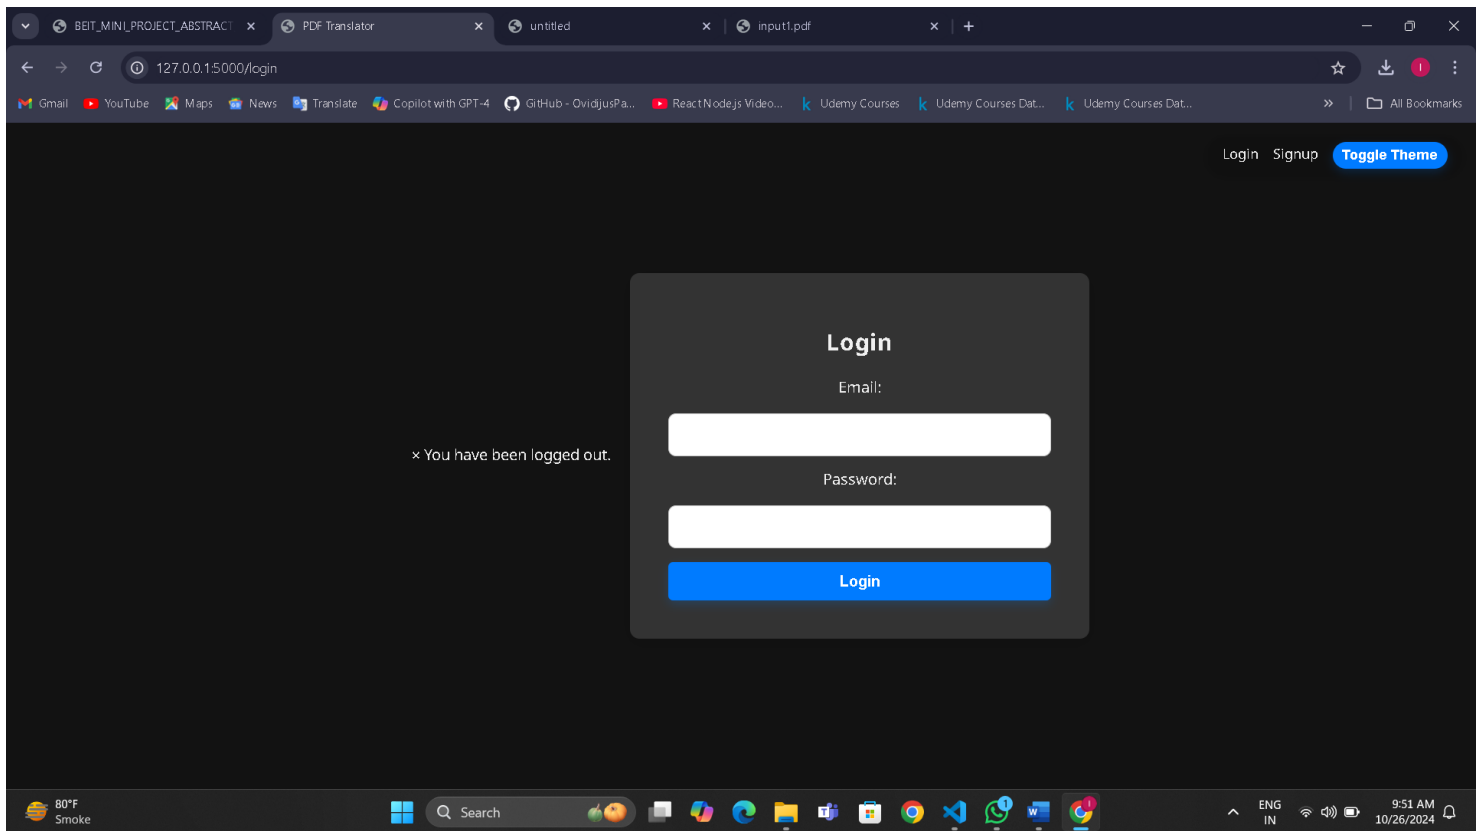 BEIT_MINI_PROJECT_ABSTRACT
PDF Translator
untitled
input1.pdf
127.0.0.1:5000/login
Gmail
YouTube
Maps
News
Translate
Copilot with GPT-4
GitHub - OvidijusPa...
React Node.js Video...
Udemy Courses
Udemy Courses Dat...
Udemy Courses Dat...
All Bookmarks
Login Signup Toggle Theme
Login
Email:
× You have been logged out.
Password:
Login
80°F
Smoke
Search
ENG
IN
9:51 AM
10/26/2024